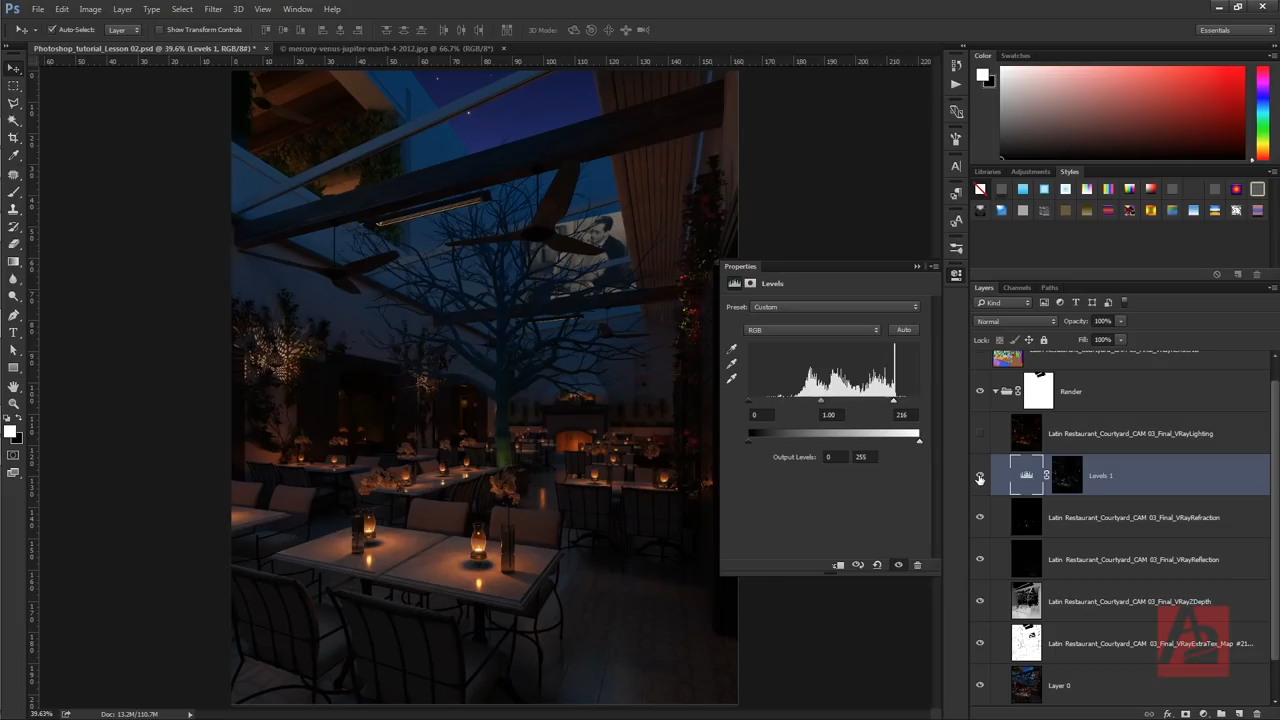 Ps File Edit Image Layer Type Select Filter 3D View Window Help
Auto-Select: Layer Show Transform Controls 3D Mode: Essentials
Photoshop_tutorial_Lesson 02.psd @ 39.6% (Levels 1, RGB/8#) * × © mercury-venus-jupiter-march-4-2012.jpg @ 66.7% (RGB/8*) ×
Color Swatches
Libraries Adjustments Styles
Properties
Levels
Preset: Custom
RGB Auto
0 1.00 216
Output Levels: 0 255
Layers Channels Paths
Kind
Normal Opacity: 100%
Lock: Fill: 100%
Render
Latin Restaurant_Courtyard_CAM 03_Final_VRayLighting
Levels 1
Latin Restaurant_Courtyard_CAM 03_Final_VRayRefraction
Latin Restaurant_Courtyard_CAM 03_Final_VRayReflection
Latin Restaurant_Courtyard_CAM 03_Final_VRayZDepth
Latin Restaurant_Courtyard_CAM 03_Final_VRayExtraTex_Map #21...
Layer 0
39.63% Doc: 13.2M/110.7M